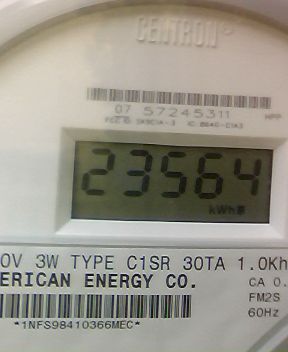 CENTRON
07 57245311
23564
kWh
0V 3W TYPE C1SR 30TA 1.0Kh
ERICAN ENERGY CO.
CA 0.
FM2S
60Hz
*1NFS98410366MEC*